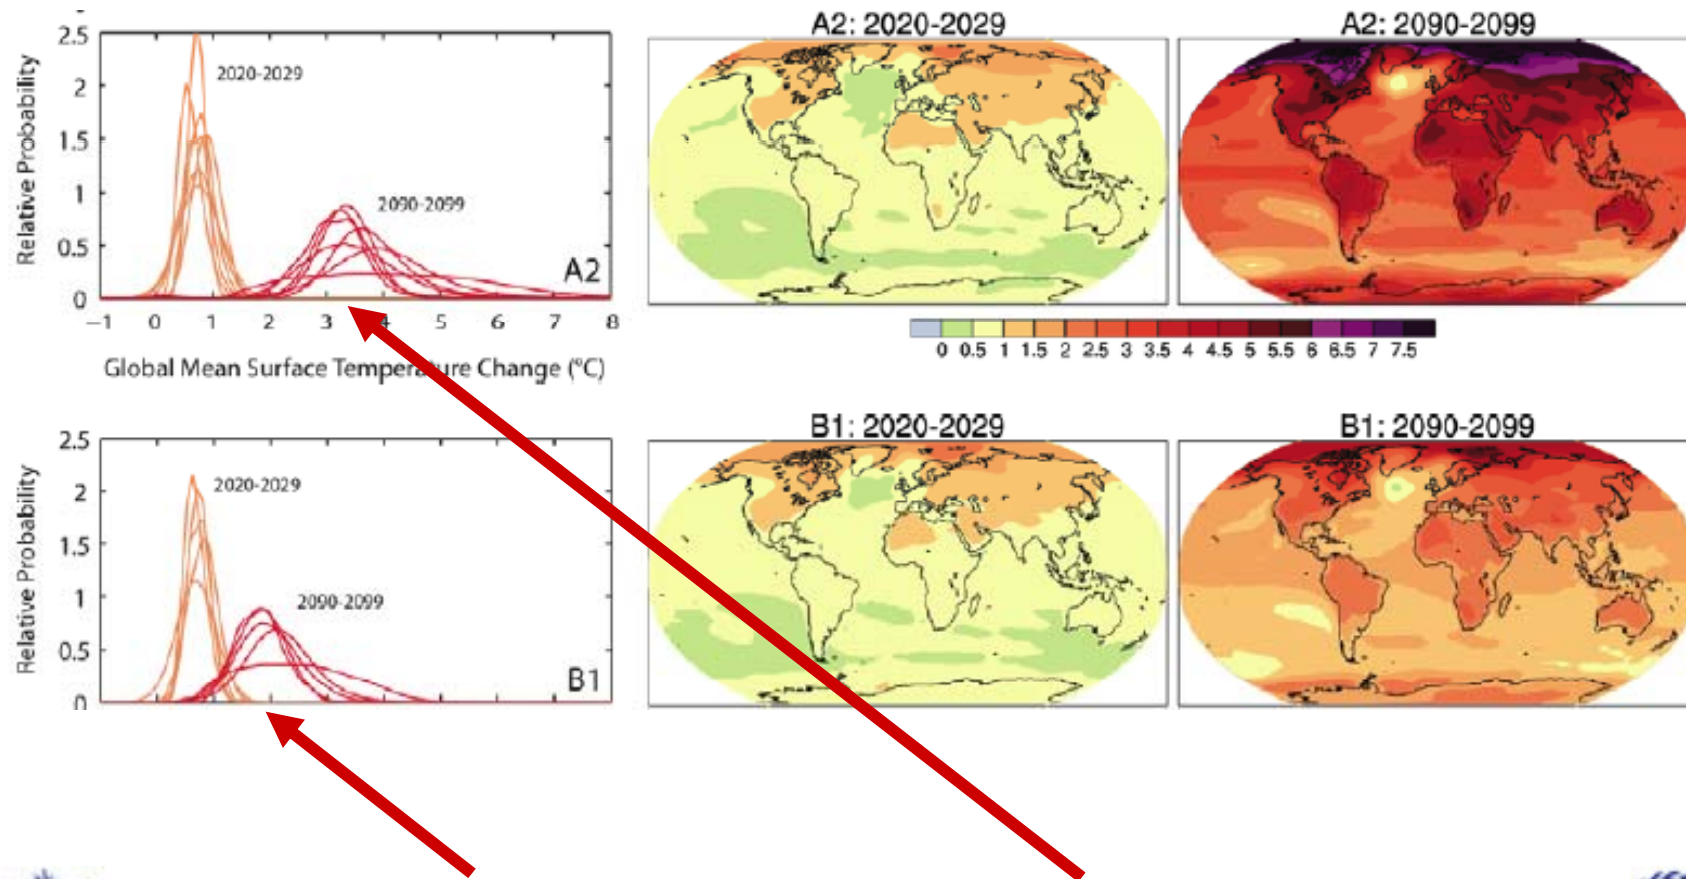 A2: 2020-2029
A2: 2090-2099
2.5
2
1.5
1
0.5
0
Relative Probability
2020-2029
2090-2099
A2
-1 0 1 2 3 4 5 6 7 8
Global Mean Surface Temperature Change (°C)
0 0.5 1 1.5 2 2.5 3 3.5 4 4.5 5 5.5 6 6.5 7 7.5
B1: 2020-2029
B1: 2090-2099
2.5
2
1.5
1
0.5
0
Relative Probability
2020-2029
2090-2099
B1